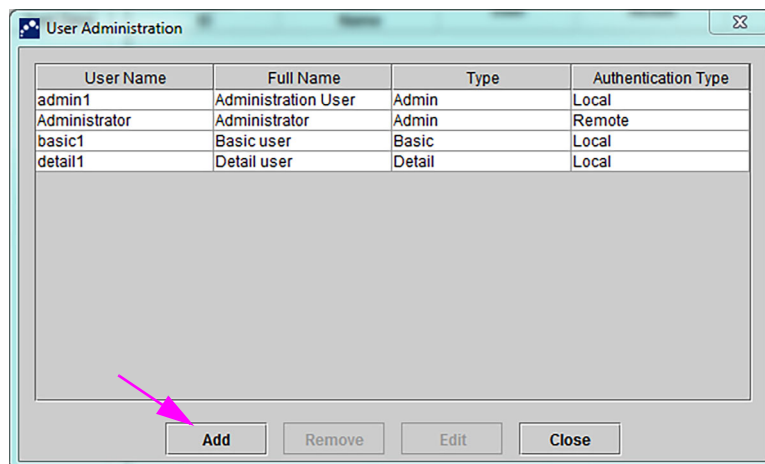 User Administration
User Name Full Name Type Authentication Type
admin1 Administration User Admin Local
Administrator Administrator Admin Remote
basic1 Basic user Basic Local
detail1 Detail user Detail Local
Add Remove Edit Close